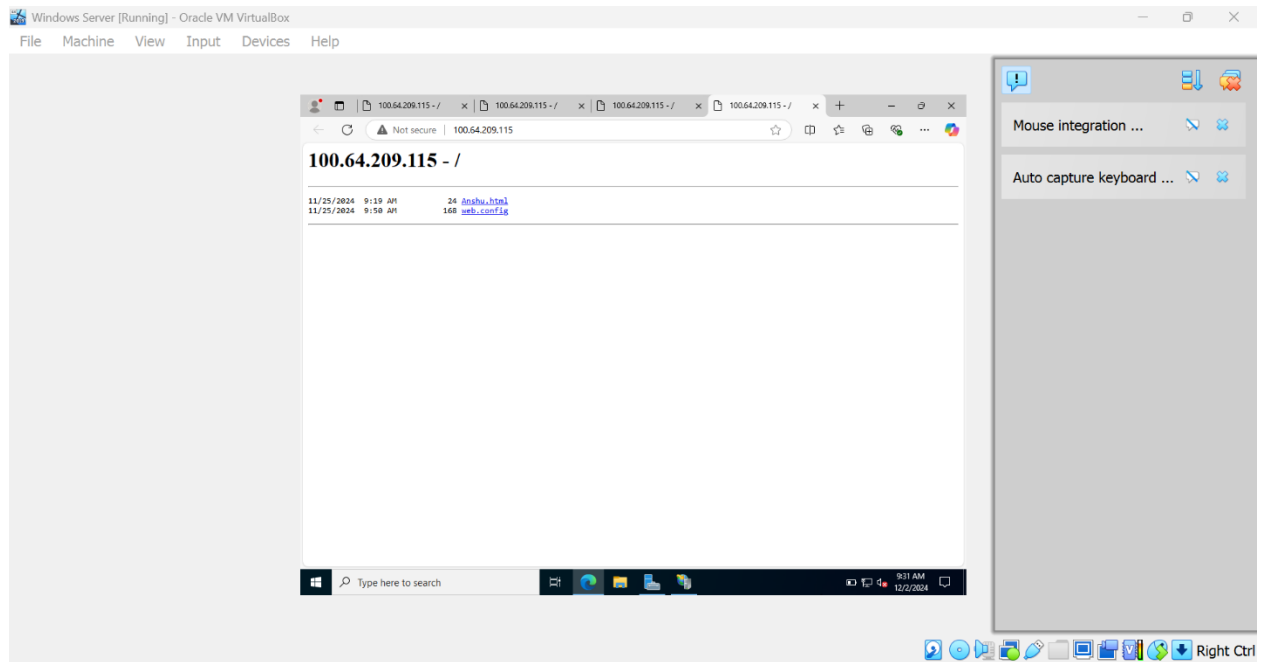 Windows Server [Running] - Oracle VM VirtualBox
File Machine View Input Devices Help
100.64.209.115 - / 100.64.209.115 - / 100.64.209.115 - / 100.64.209.115 - /
Not secure 100.64.209.115
100.64.209.115 - /
11/25/2024 9:19 AM 24 Anshu.html
11/25/2024 9:50 AM 168 web.config
Type here to search
9:31 AM
12/2/2024
Mouse integration ...
Auto capture keyboard ...
Right Ctrl